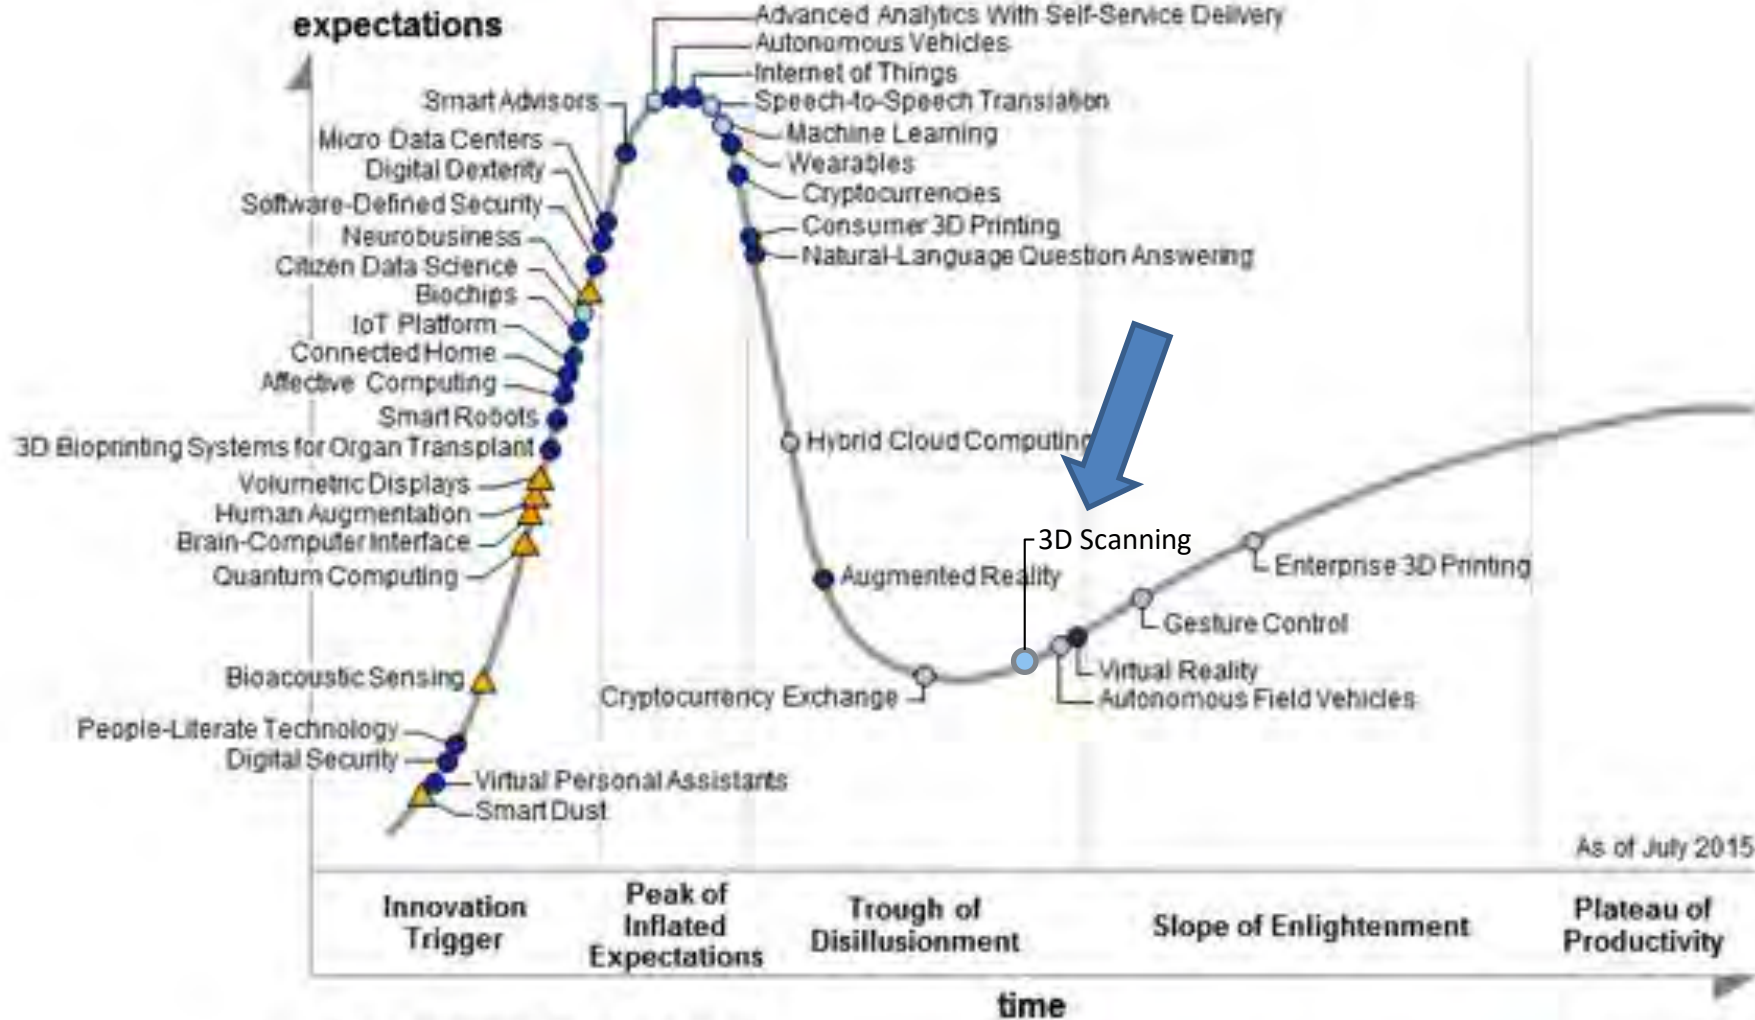 expectations
Advanced Analytics With Self-Service Delivery
Autonomous Vehicles
Internet of Things
Speech-to-Speech Translation
Machine Learning
Wearables
Cryptocurrencies
Consumer 3D Printing
Natural-Language Question Answering
Smart Advisors
Micro Data Centers
Digital Dexterity
Software-Defined Security
Neurobusiness
Citizen Data Science
Biochips
IoT Platform
Connected Home
Affective Computing
Smart Robots
3D Bioprinting Systems for Organ Transplant
Volumetric Displays
Human Augmentation
Brain-Computer Interface
Quantum Computing
Bioacoustic Sensing
People-Literate Technology
Digital Security
Virtual Personal Assistants
Smart Dust
Hybrid Cloud Computing
Augmented Reality
Cryptocurrency Exchange
3D Scanning
Enterprise 3D Printing
Gesture Control
Virtual Reality
Autonomous Field Vehicles
As of July 2015
Innovation
Trigger
Peak of
Inflated
Expectations
Trough of
Disillusionment
Slope of Enlightenment
Plateau of
Productivity
time